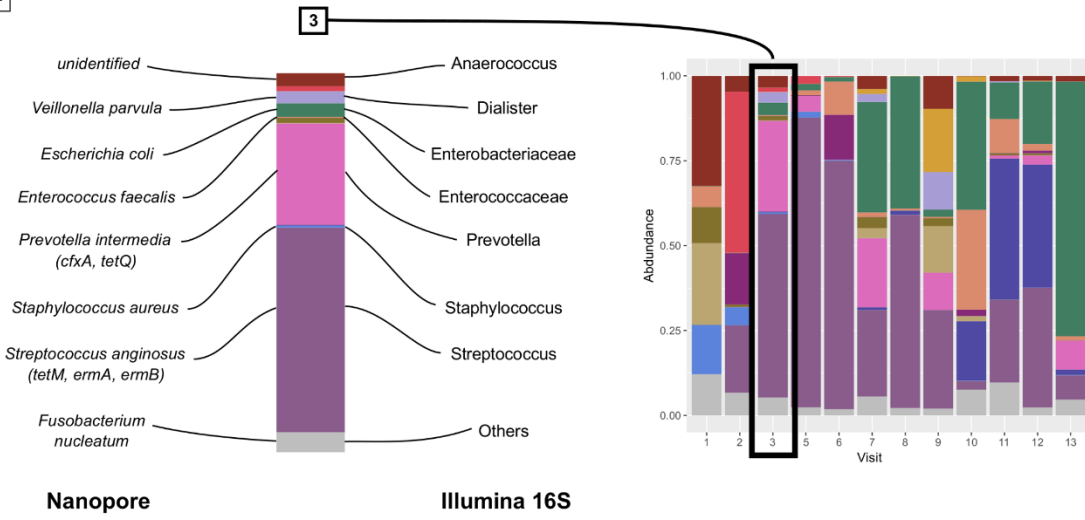 3
unidentified
Veillonella parvula
Escherichia coli
Enterococcus faecalis
Prevotella intermedia
(cfxA, tetQ)
Staphylococcus aureus
Streptococcus anginosus
(tetM, ermA, ermB)
Fusobacterium
nucleatum
Nanopore
Anaerococcus
Dialister
Enterobacteriaceae
Enterococcaceae
Prevotella
Staphylococcus
Streptococcus
Others
Illumina 16S
Abdundance
1.00
0.75
0.50
0.25
0.00
1 2 3 5 6 7 8 9 10 11 12 13
Visit